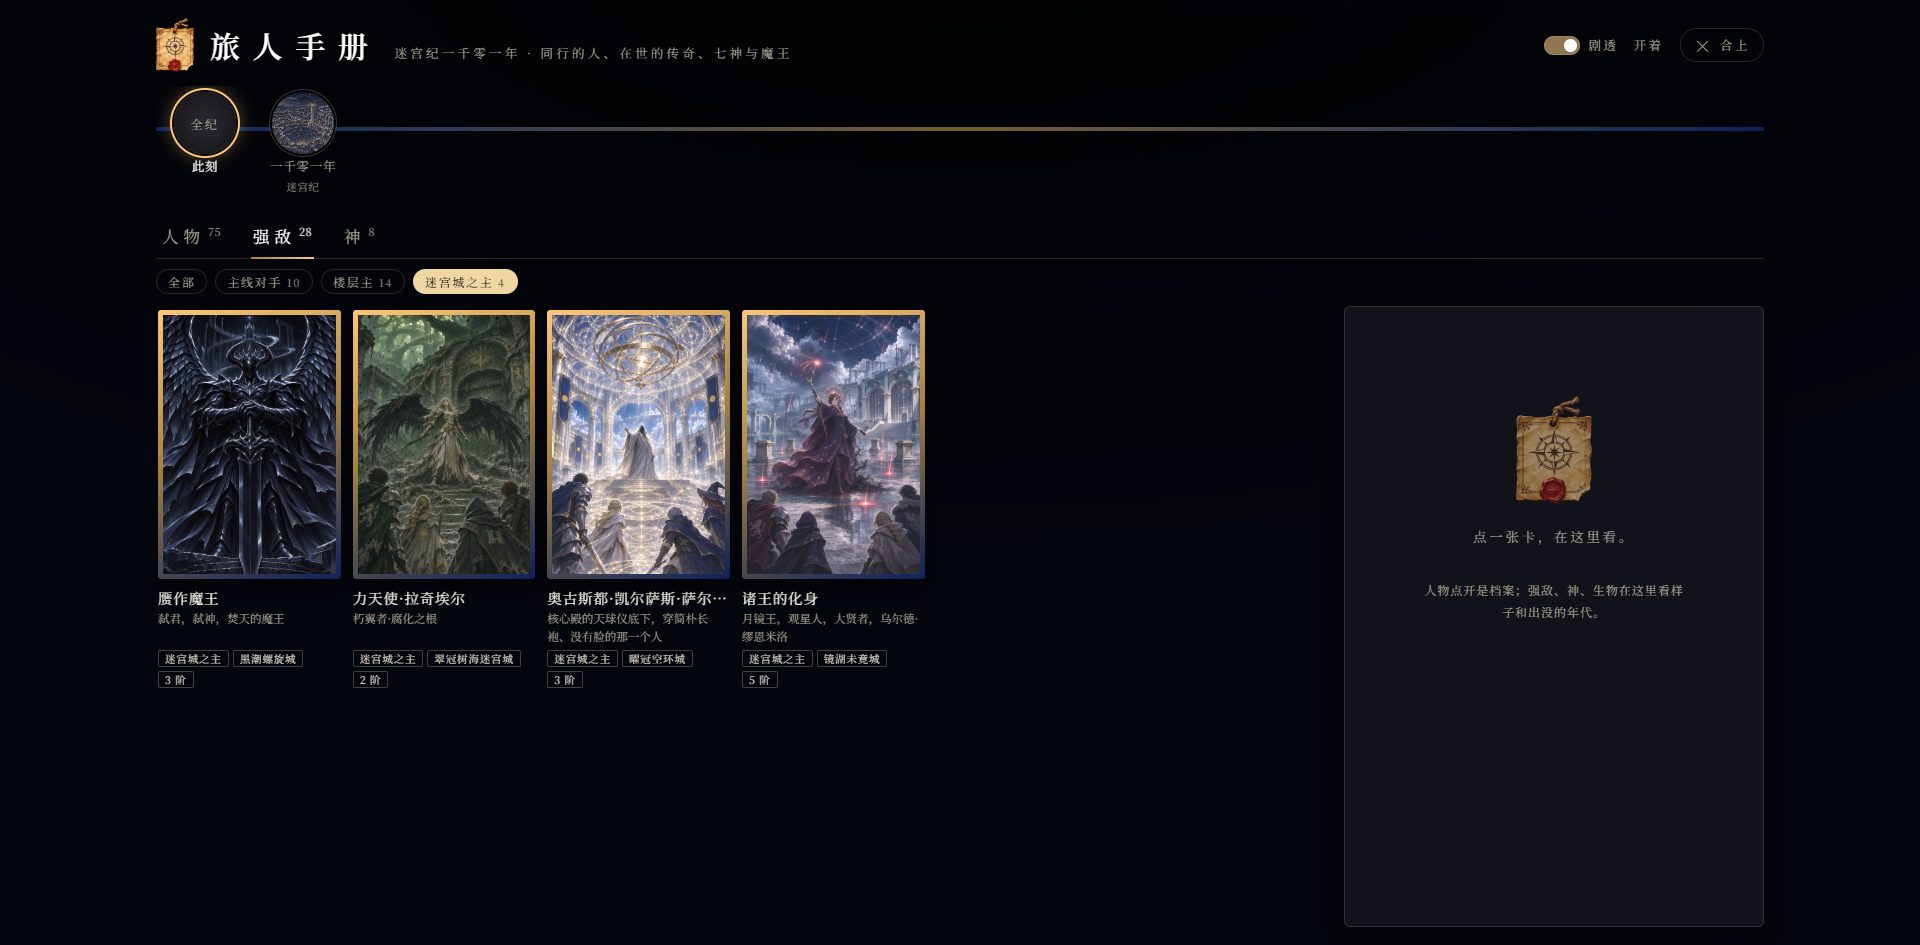 旅人手册
迷宫纪一千零一年 · 同行的人、在世的传奇、七神与魔王
剧透 开着
合上
全纪
此刻
一千零一年
迷宫纪
人物 75
强敌 28
神 8
全部
主线对手 10
楼层主 14
迷宫城之主 4
赝作魔王
弑君，弑神，焚天的魔王
迷宫城之主 黑潮螺旋城
3 阶
力天使·拉奇埃尔
朽翼者·腐化之根
迷宫城之主 翠冠树海迷宫城
2 阶
奥古斯都·凯尔萨斯·萨尔…
核心殿的天球仪底下，穿简朴长
袍、没有脸的那一个人
迷宫城之主 曜冠空环城
3 阶
诸王的化身
月镜王，观星人，大贤者，乌尔德·
缪恩米洛
迷宫城之主 镜湖未竟城
5 阶
点一张卡，在这里看。
人物点开是档案；强敌、神、生物在这里看样
子和出没的年代。